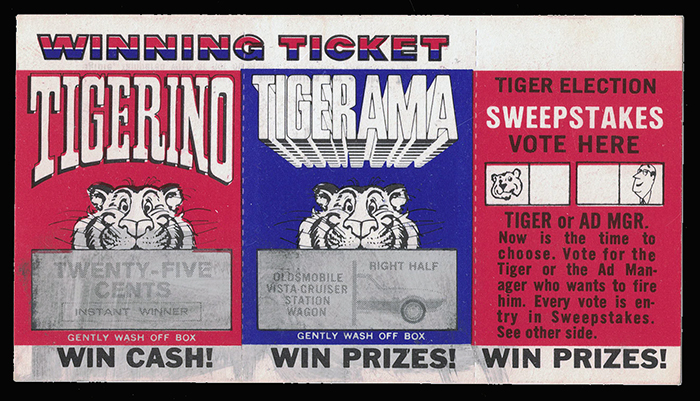 WINNING TICKET
TIGERINO
TWENTY-FIVE
CENTS
INSTANT WINNER
GENTLY WASH OFF BOX
WIN CASH!
TIGERAMA
OLDSMOBILE
VISTA-CRUISER
STATION
WAGON
RIGHT HALF
GENTLY WASH OFF BOX
WIN PRIZES!
TIGER ELECTION
SWEEPSTAKES
VOTE HERE
TIGER or AD MGR.
Now is the time to
choose. Vote for the
Tiger or the Ad Man-
ager who wants to fire
him. Every vote is en-
try in Sweepstakes.
See other side.
WIN PRIZES!